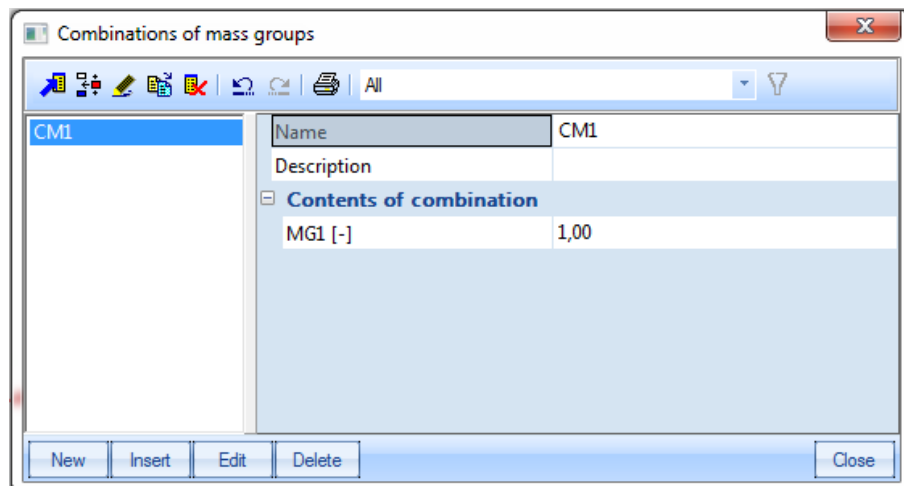 Combinations of mass groups
All
CM1
Name CM1
Description
Contents of combination
MG1 [-] 1,00
New Insert Edit Delete Close